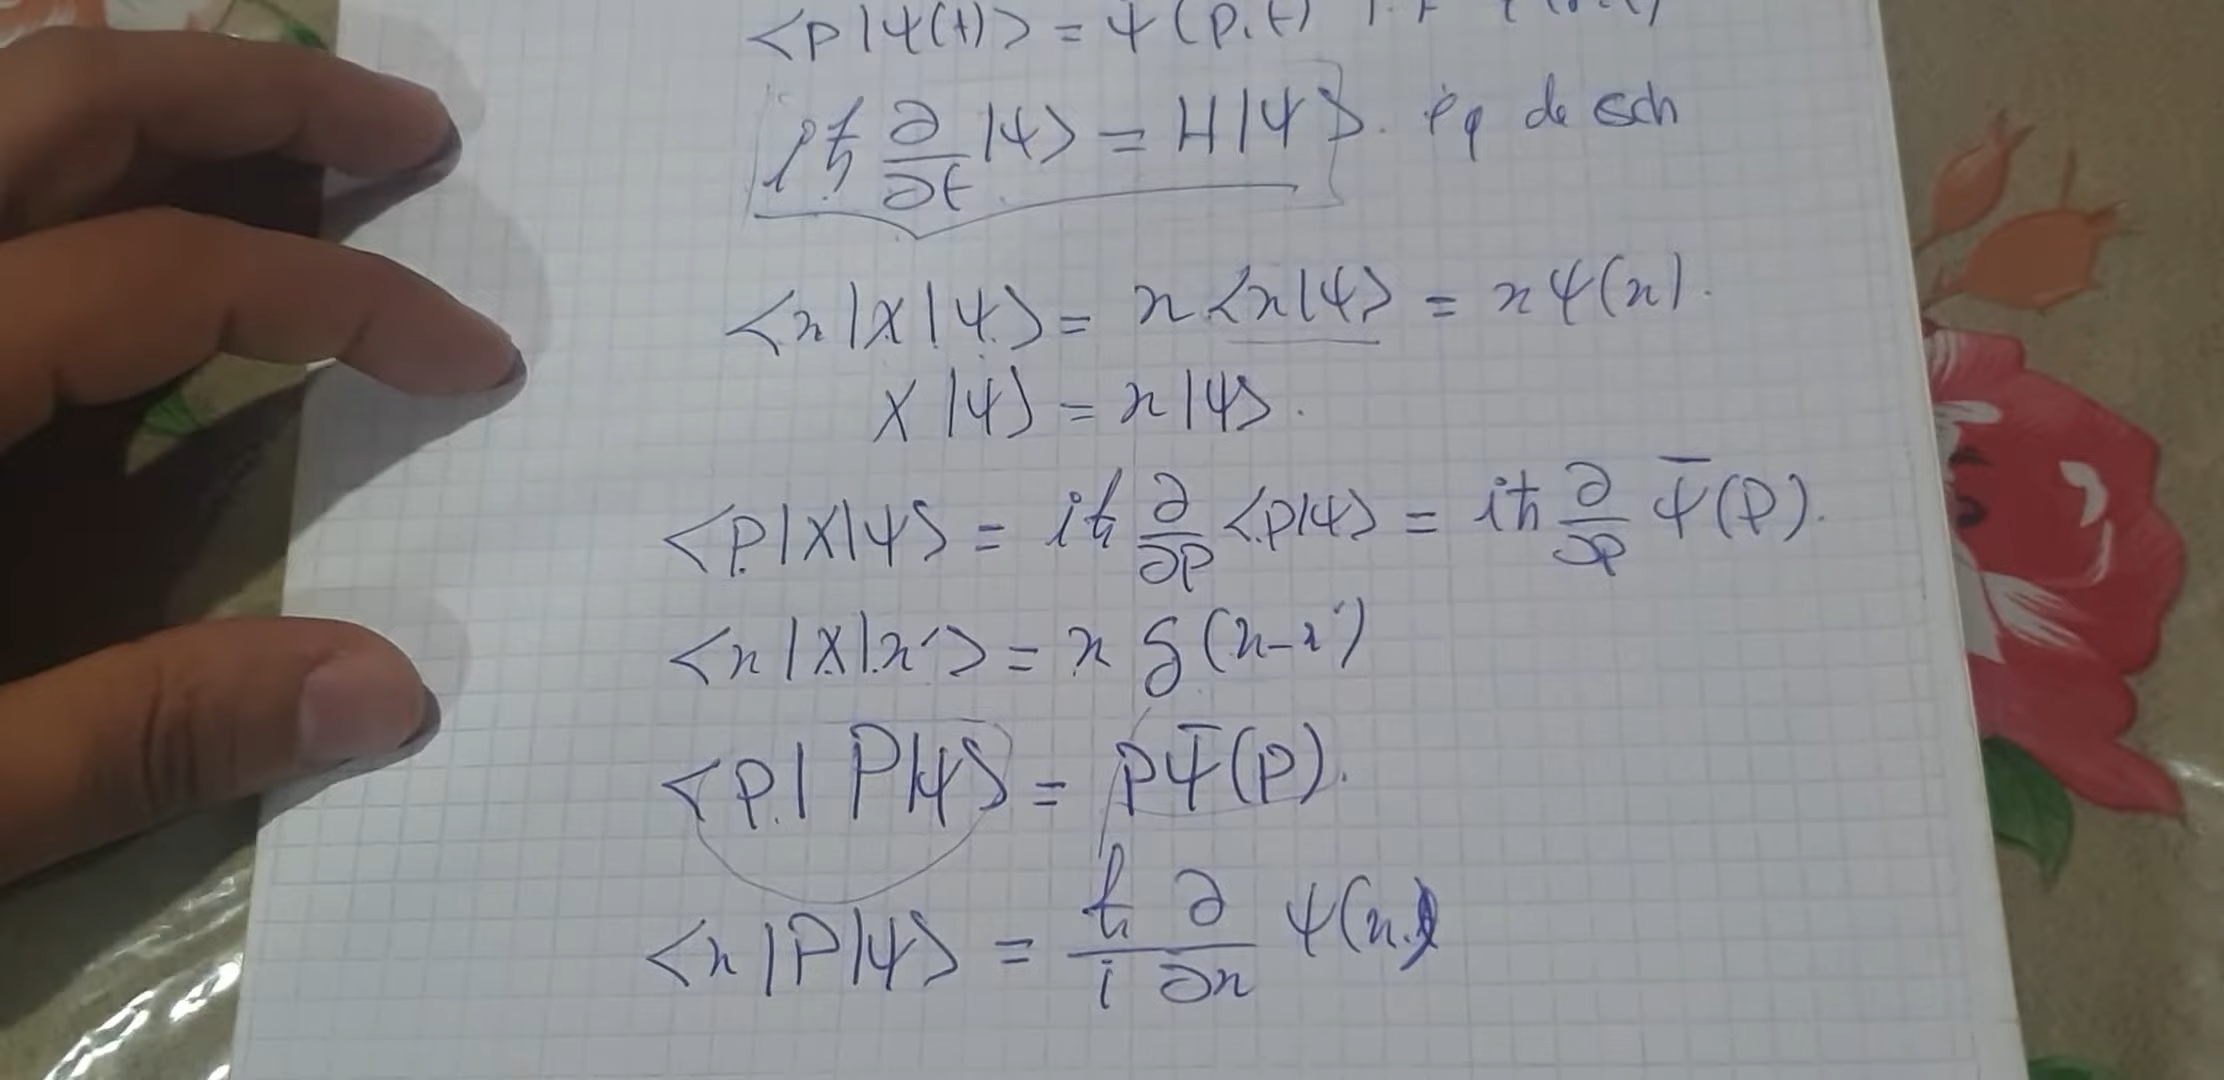 <p|ψ(t)> = ψ(p,t)
iħ ∂/∂t |ψ> = H|ψ>. éq de sch
<x|X|ψ> = x<x|ψ> = xψ(x).
X|ψ> = x|ψ>.
<p|X|ψ> = iħ ∂/∂p <p|ψ> = iħ ∂/∂p ψ̄(p).
<x|X|x'> = x δ(x-x')
<p|P|ψ> = pψ̄(p).
<x|P|ψ> = ħ/i ∂/∂x ψ(x)